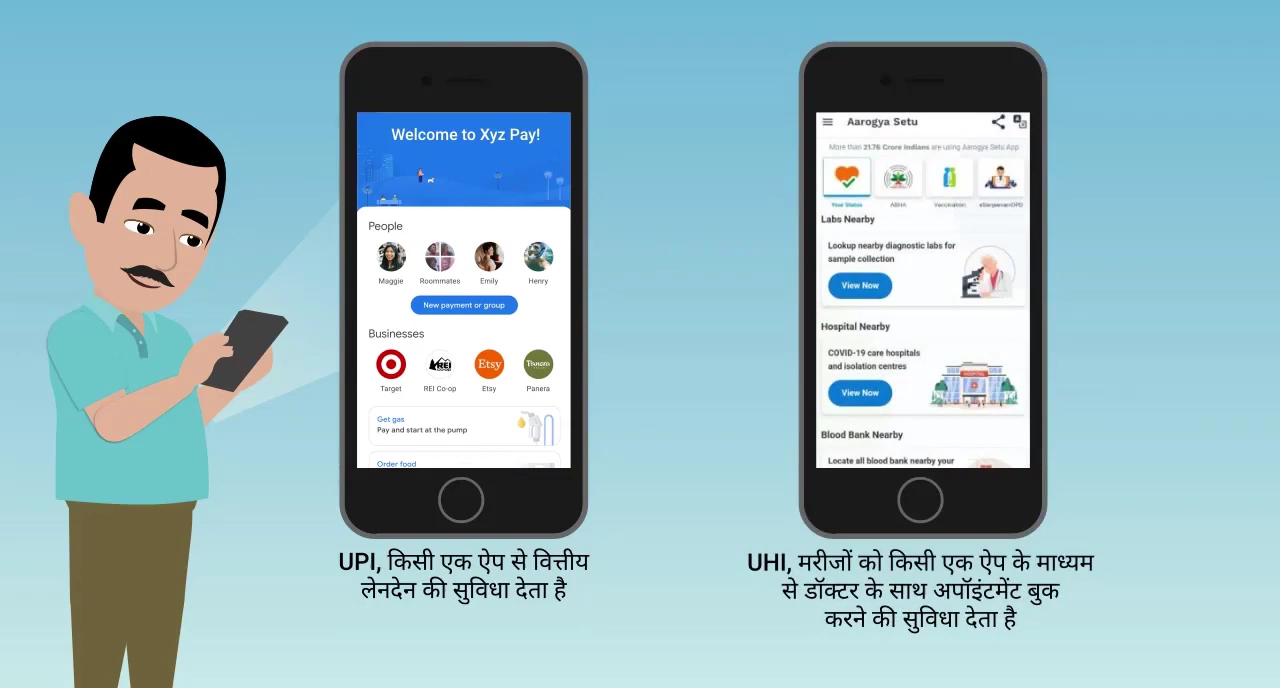 Welcome to Xyz Pay!
People
Maggie
Roommates
Emily
Henry
New payment or group
Businesses
REI
Etsy
Panera
Target
REI Co-op
Etsy
Panera
Get gas
Pay and start at the pump
Order food
UPI, किसी एक ऐप से वित्तीय
लेनदेन की सुविधा देता है
Aarogya Setu
More than 21.76 Crore Indians are using Aarogya Setu App
Your Status
ABHA
Vaccination
eSanjeevaniOPD
Labs Nearby
Lookup nearby diagnostic labs for
sample collection
View Now
Hospital Nearby
COVID-19 care hospitals
and isolation centres
HOSPITAL
View Now
Blood Bank Nearby
Locate all blood bank nearby your
UHI, मरीजों को किसी एक ऐप के माध्यम
से डॉक्टर के साथ अपॉइंटमेंट बुक
करने की सुविधा देता है